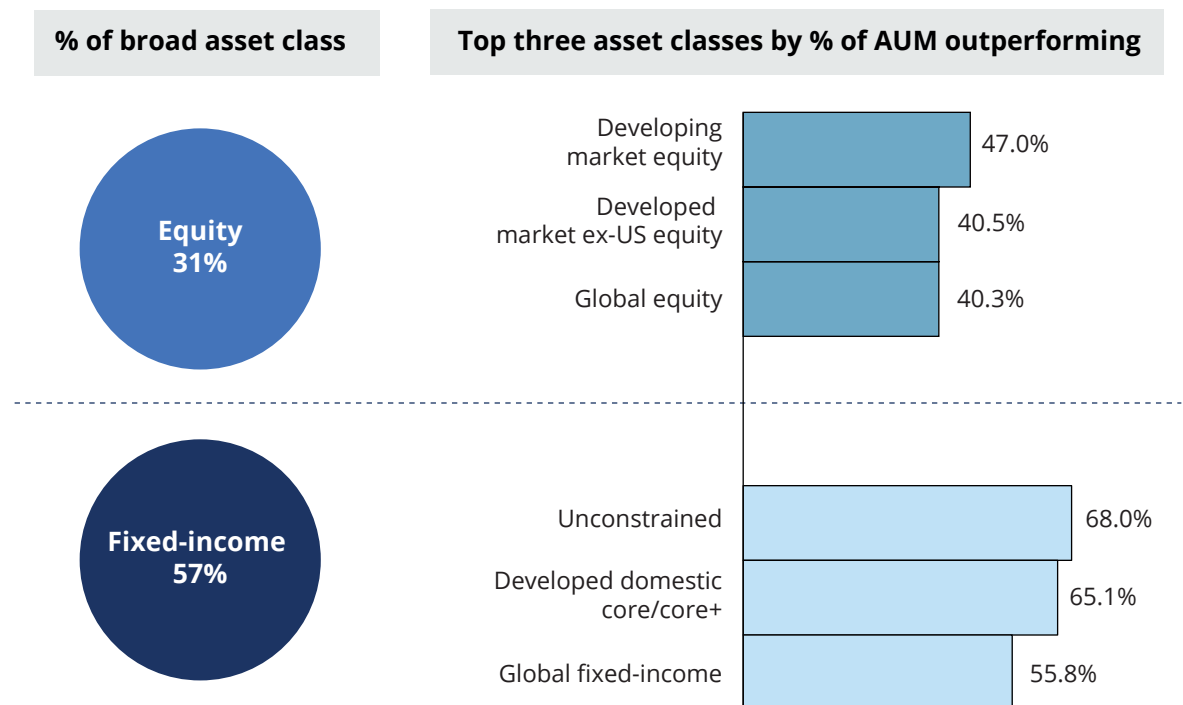 % of broad asset class
Top three asset classes by % of AUM outperforming
Equity
31%
Developing
market equity
47.0%
Developed
market ex-US equity
40.5%
Global equity
40.3%
Fixed-income
57%
Unconstrained
68.0%
Developed domestic
core/core+
65.1%
Global fixed-income
55.8%